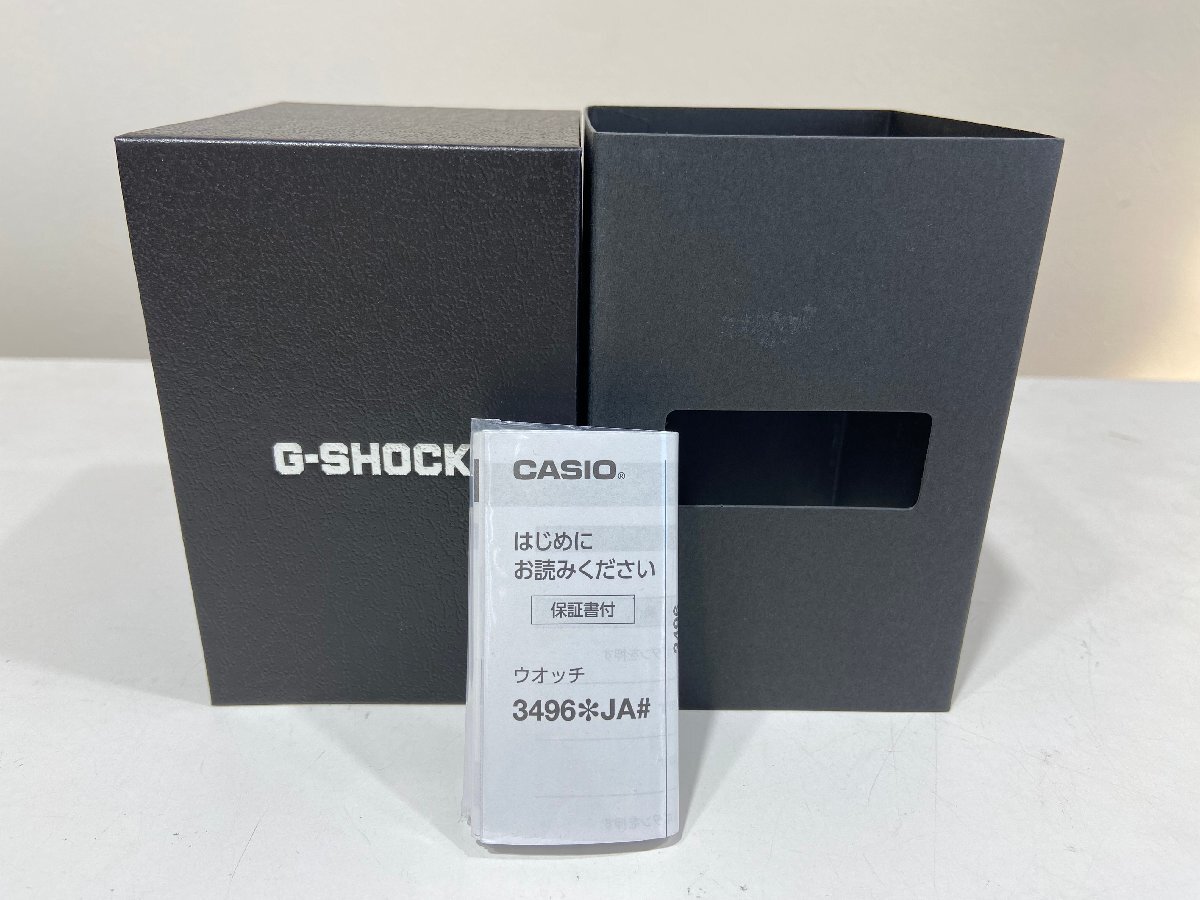 G-SHOCK
CASIO®
はじめに
お読みください
保証書付
ウオッチ
3496✻JA#
3496